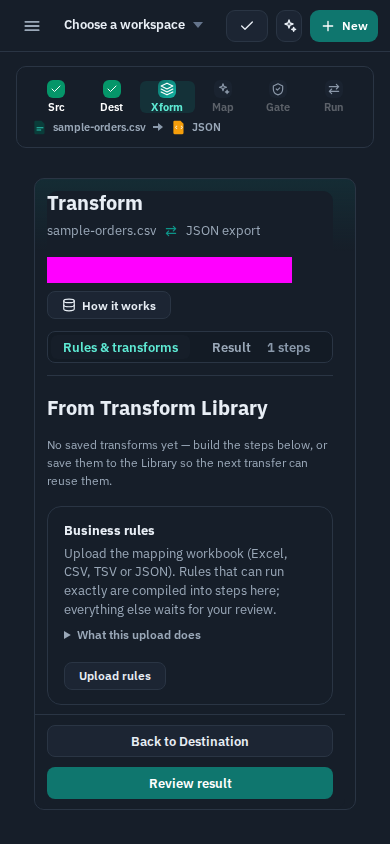 Choose a workspace
New
Src
Dest
Xform
Map
Gate
Run
sample-orders.csv
JSON
Transform
sample-orders.csv
JSON export
How it works
Rules & transforms
Result
1 steps
From Transform Library
No saved transforms yet — build the steps below, or
save them to the Library so the next transfer can
reuse them.
Business rules
Upload the mapping workbook (Excel,
CSV, TSV or JSON). Rules that can run
exactly are compiled into steps here;
everything else waits for your review.
What this upload does
Upload rules
Back to Destination
Review result